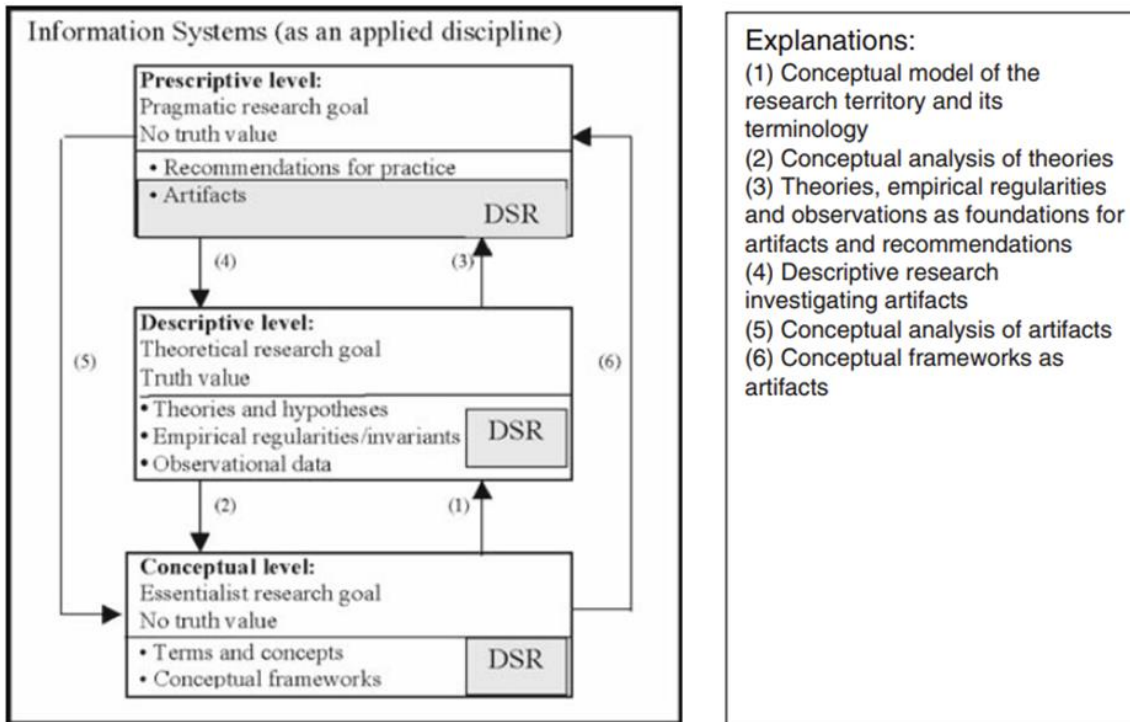 Information Systems (as an applied discipline)
Prescriptive level:
Pragmatic research goal
No truth value
• Recommendations for practice
• Artifacts
DSR
(4)
(3)
Descriptive level:
Theoretical research goal
Truth value
(5)
(6)
• Theories and hypotheses
• Empirical regularities/invariants
• Observational data
DSR
(2)
(1)
Conceptual level:
Essentialist research goal
No truth value
• Terms and concepts
• Conceptual frameworks
DSR
Explanations:
(1) Conceptual model of the
research territory and its
terminology
(2) Conceptual analysis of theories
(3) Theories, empirical regularities
and observations as foundations for
artifacts and recommendations
(4) Descriptive research
investigating artifacts
(5) Conceptual analysis of artifacts
(6) Conceptual frameworks as
artifacts